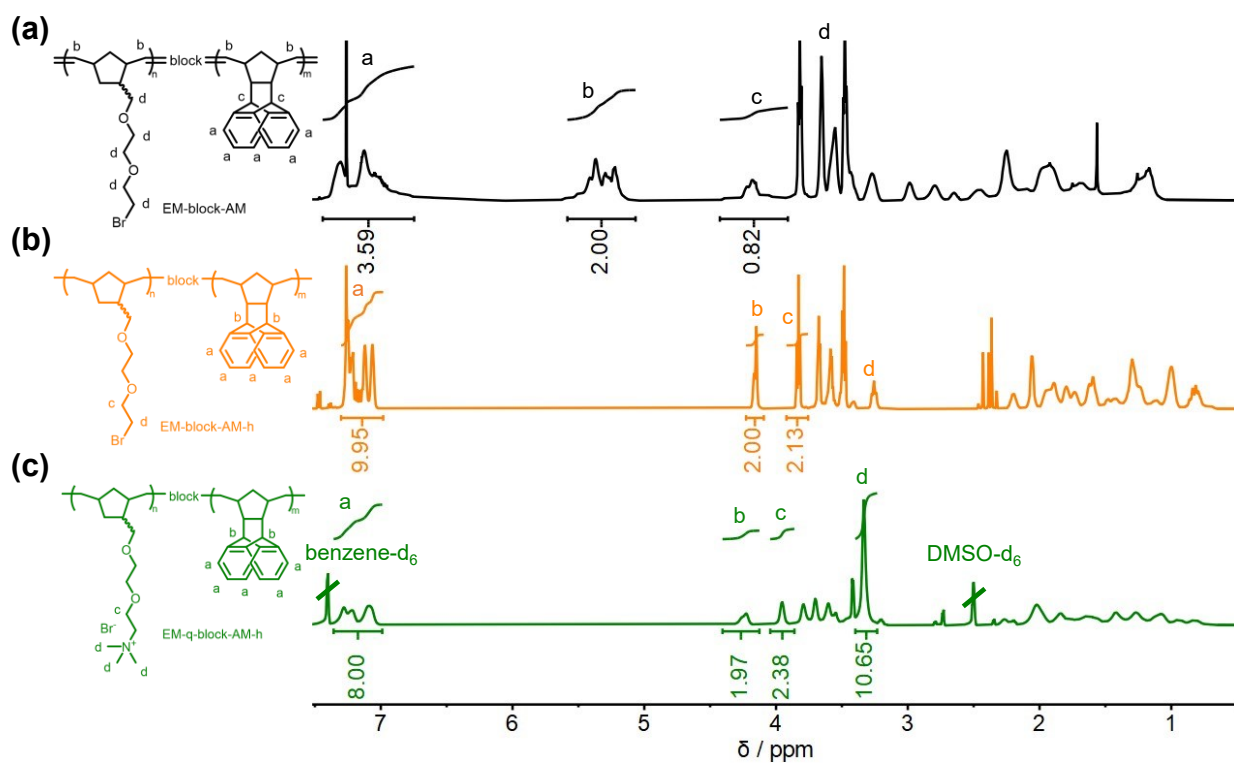 (a)
b
b
n
block
b
b
m
d
O
d
d
O
d
d
Br
c
c
a
a
a
a
a
a
EM-block-AM
a
b
c
d
3.59
2.00
0.82
(b)
n
block
m
O
O
c
d
Br
b
b
a
a
a
a
a
a
EM-block-AM-h
a
b
c
d
9.95
2.00
2.13
(c)
n
block
m
O
O
c
Br-
N+
d
d
d
b
b
a
a
a
a
a
a
EM-q-block-AM-h
a
benzene-d6
b
c
d
DMSO-d6
8.00
1.97
2.38
10.65
7 6 5 4 3 2 1
δ / ppm